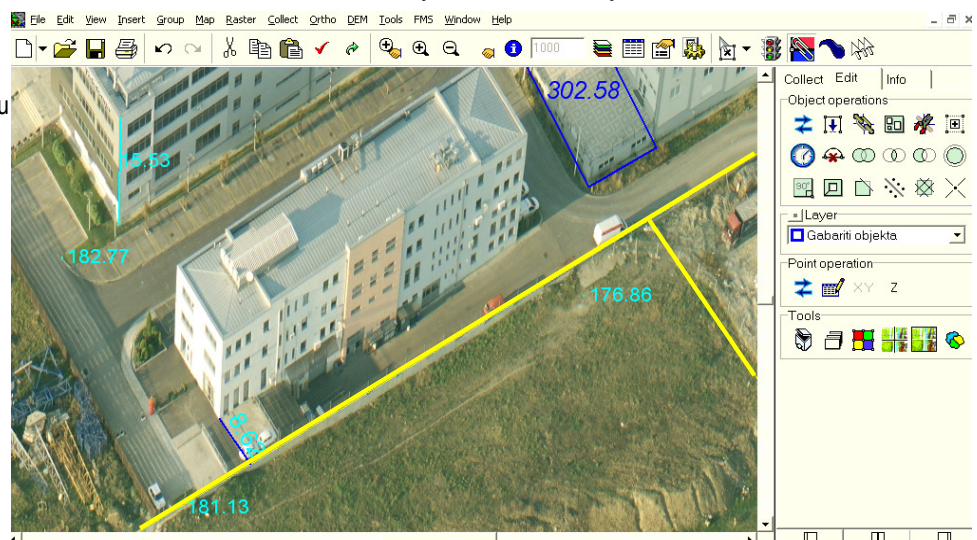 File Edit View Insert Group Map Raster Collect Ortho DEM Tools FMS Window Help
1000
u
302.58
15.53
182.77
176.86
181.13
Collect Edit Info
Object operations
90°
Layer
Gabariti objekta
Point operation
XY Z
Tools